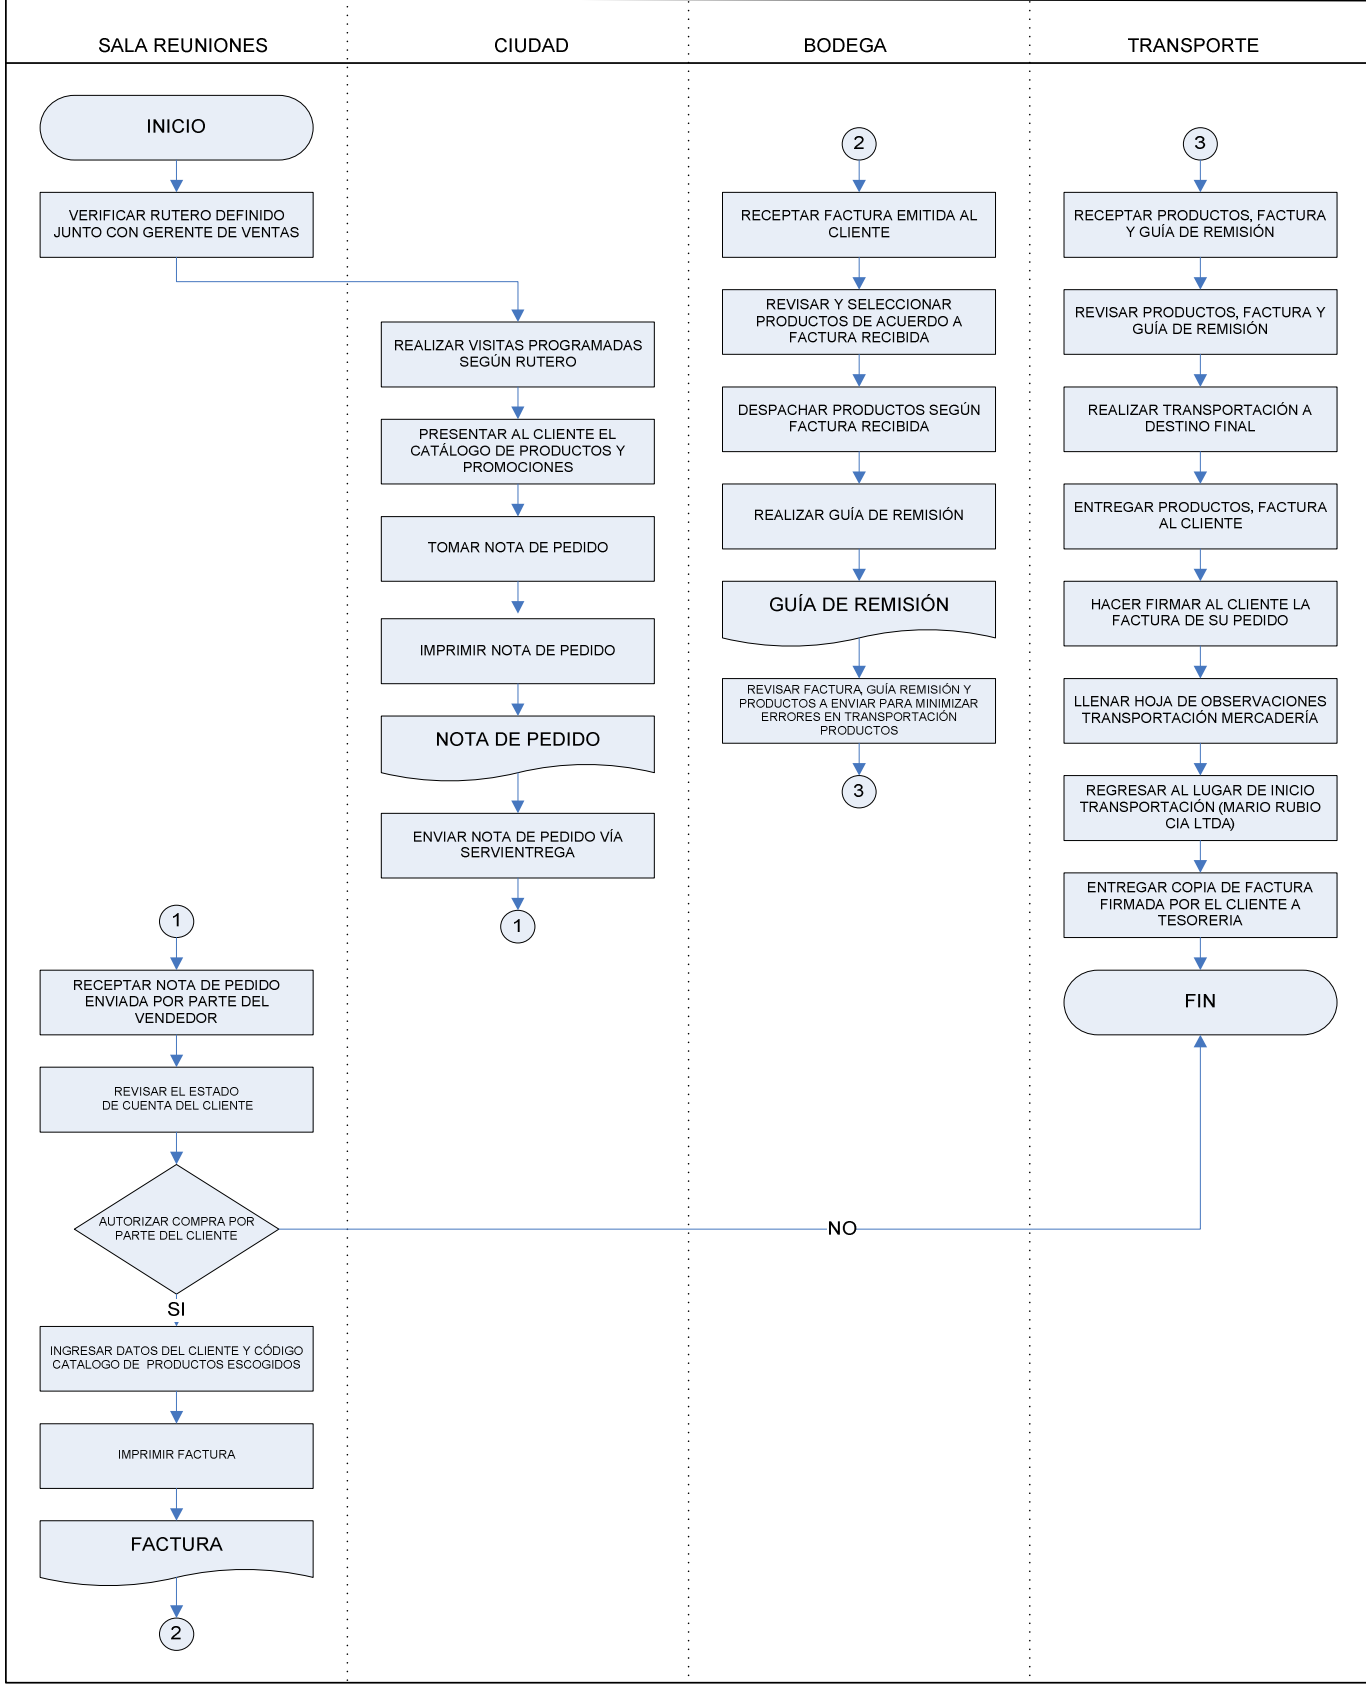 SALA REUNIONES
CIUDAD
BODEGA
TRANSPORTE
INICIO
VERIFICAR RUTERO DEFINIDO
JUNTO CON GERENTE DE VENTAS
REALIZAR VISITAS PROGRAMADAS
SEGÚN RUTERO
PRESENTAR AL CLIENTE EL
CATÁLOGO DE PRODUCTOS Y
PROMOCIONES
TOMAR NOTA DE PEDIDO
IMPRIMIR NOTA DE PEDIDO
NOTA DE PEDIDO
ENVIAR NOTA DE PEDIDO VÍA
SERVIENTREGA
1
1
RECEPTAR NOTA DE PEDIDO
ENVIADA POR PARTE DEL
VENDEDOR
REVISAR EL ESTADO
DE CUENTA DEL CLIENTE
AUTORIZAR COMPRA POR
PARTE DEL CLIENTE
NO
SI
INGRESAR DATOS DEL CLIENTE Y CÓDIGO
CATALOGO DE PRODUCTOS ESCOGIDOS
IMPRIMIR FACTURA
FACTURA
2
2
RECEPTAR FACTURA EMITIDA AL
CLIENTE
REVISAR Y SELECCIONAR
PRODUCTOS DE ACUERDO A
FACTURA RECIBIDA
DESPACHAR PRODUCTOS SEGÚN
FACTURA RECIBIDA
REALIZAR GUÍA DE REMISIÓN
GUÍA DE REMISIÓN
REVISAR FACTURA, GUÍA REMISIÓN Y
PRODUCTOS A ENVIAR PARA MINIMIZAR
ERRORES EN TRANSPORTACIÓN
PRODUCTOS
3
3
RECEPTAR PRODUCTOS, FACTURA
Y GUÍA DE REMISIÓN
REVISAR PRODUCTOS, FACTURA Y
GUÍA DE REMISIÓN
REALIZAR TRANSPORTACIÓN A
DESTINO FINAL
ENTREGAR PRODUCTOS, FACTURA
AL CLIENTE
HACER FIRMAR AL CLIENTE LA
FACTURA DE SU PEDIDO
LLENAR HOJA DE OBSERVACIONES
TRANSPORTACIÓN MERCADERÍA
REGRESAR AL LUGAR DE INICIO
TRANSPORTACIÓN (MARIO RUBIO
CIA LTDA)
ENTREGAR COPIA DE FACTURA
FIRMADA POR EL CLIENTE A
TESORERIA
FIN